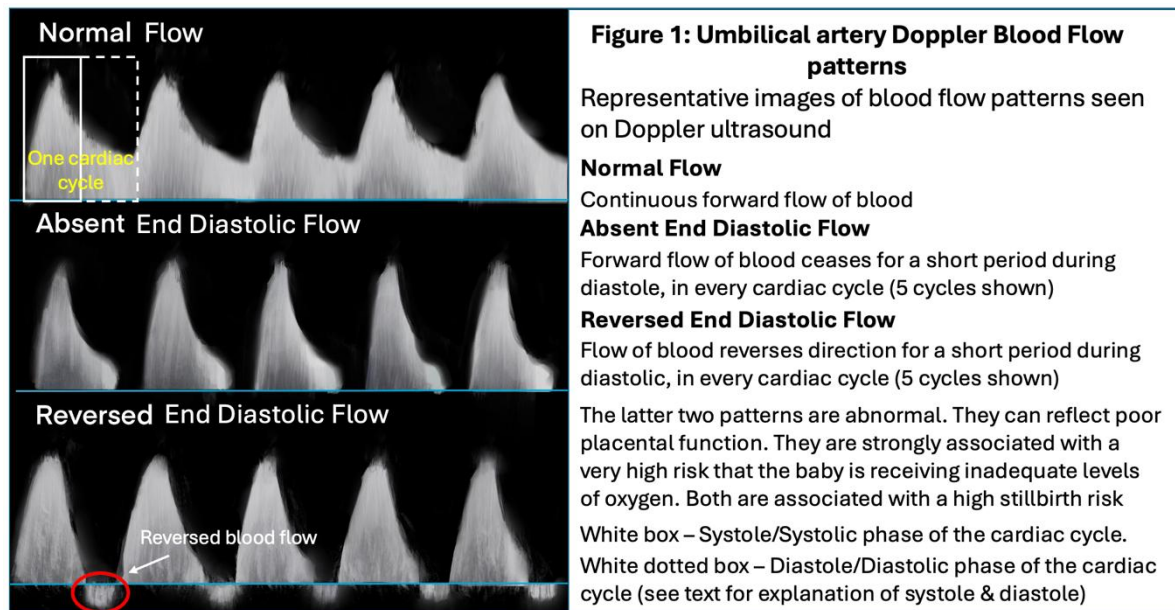 Normal Flow
One cardiac
cycle
Absent End Diastolic Flow
Reversed End Diastolic Flow
Reversed blood flow
Figure 1: Umbilical artery Doppler Blood Flow
patterns
Representative images of blood flow patterns seen
on Doppler ultrasound
Normal Flow
Continuous forward flow of blood
Absent End Diastolic Flow
Forward flow of blood ceases for a short period during
diastole, in every cardiac cycle (5 cycles shown)
Reversed End Diastolic Flow
Flow of blood reverses direction for a short period during
diastolic, in every cardiac cycle (5 cycles shown)
The latter two patterns are abnormal. They can reflect poor
placental function. They are strongly associated with a
very high risk that the baby is receiving inadequate levels
of oxygen. Both are associated with a high stillbirth risk
White box – Systole/Systolic phase of the cardiac cycle.
White dotted box – Diastole/Diastolic phase of the cardiac
cycle (see text for explanation of systole & diastole)